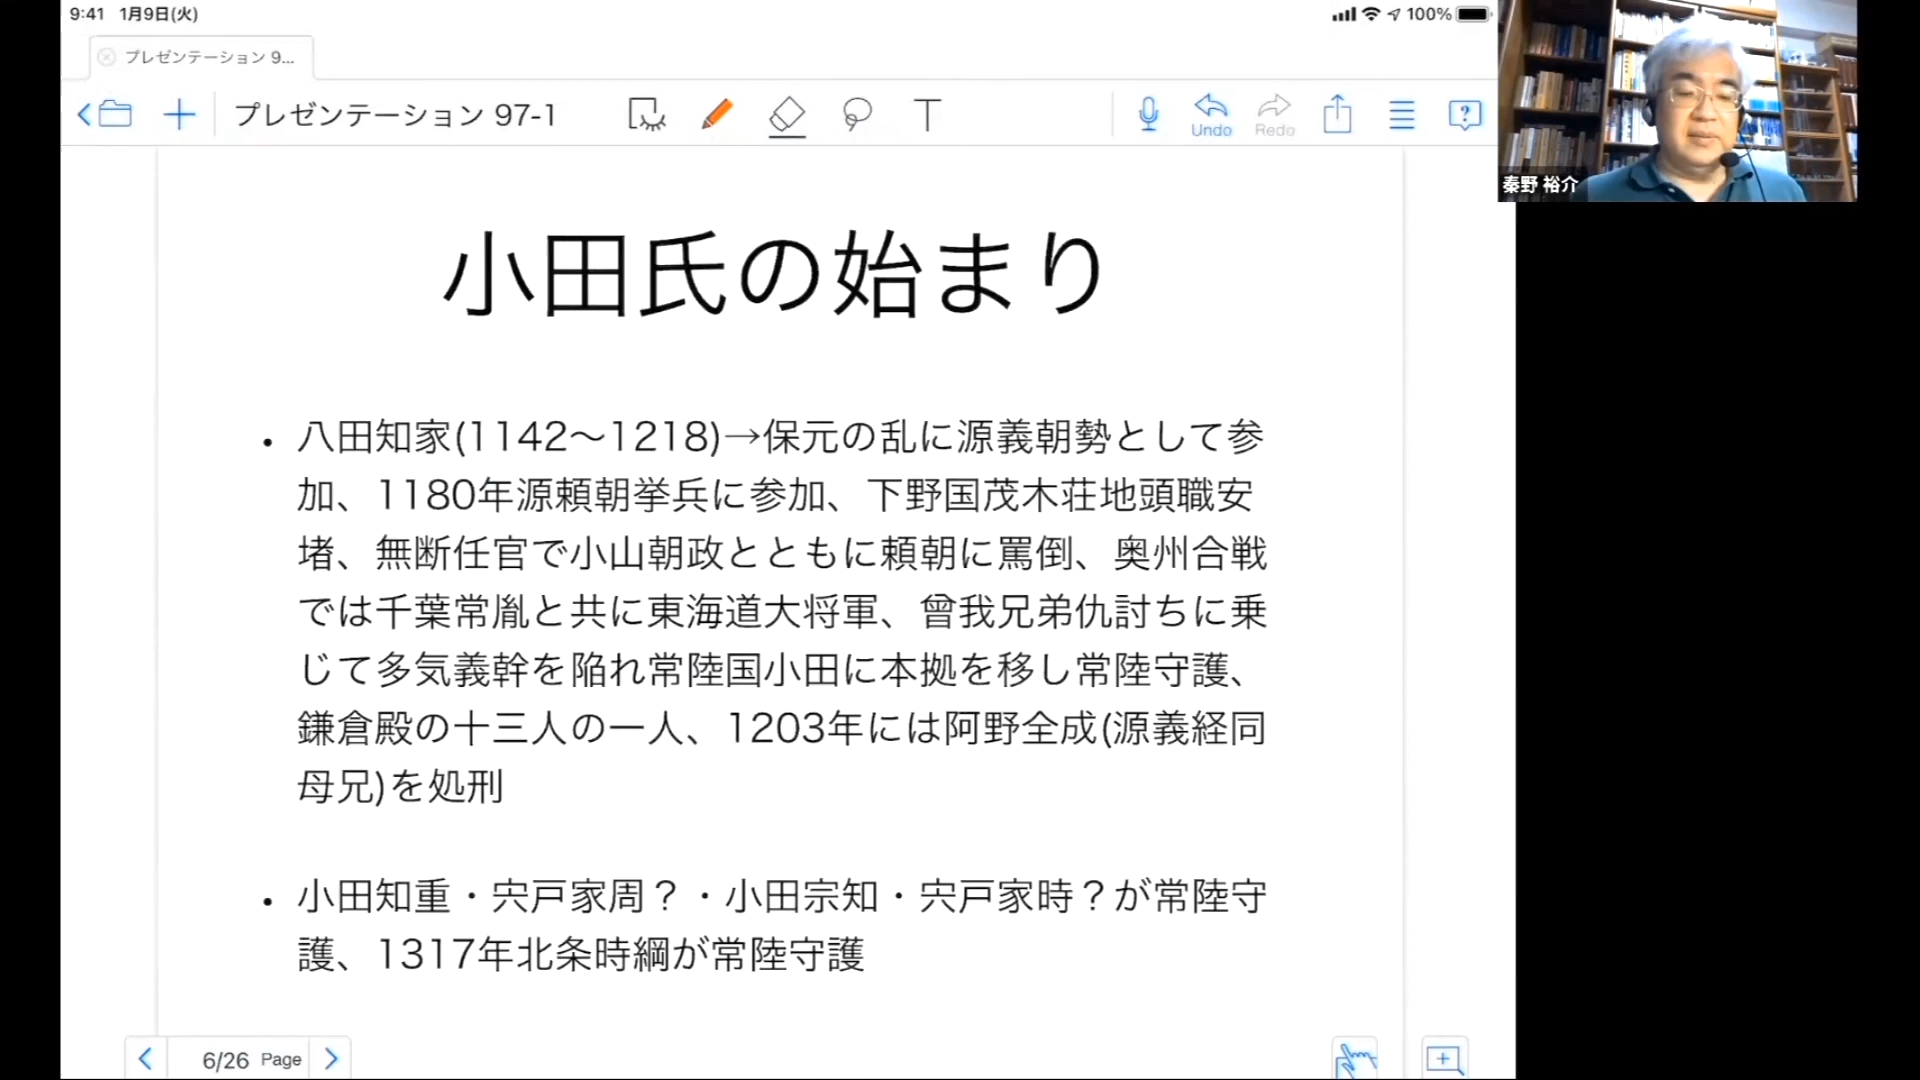 9:41 1月9日(火)
100%
プレゼンテーション 9...
プレゼンテーション 97-1
T
Undo
Redo
?
秦野 裕介
小田氏の始まり
• 八田知家(1142〜1218)→保元の乱に源義朝勢として参
加、1180年源頼朝挙兵に参加、下野国茂木荘地頭職安
堵、無断任官で小山朝政とともに頼朝に罵倒、奥州合戦
では千葉常胤と共に東海道大将軍、曾我兄弟仇討ちに乗
じて多気義幹を陥れ常陸国小田に本拠を移し常陸守護、
鎌倉殿の十三人の一人、1203年には阿野全成(源義経同
母兄)を処刑
• 小田知重・宍戸家周？・小田宗知・宍戸家時？が常陸守
護、1317年北条時綱が常陸守護
6/26 Page